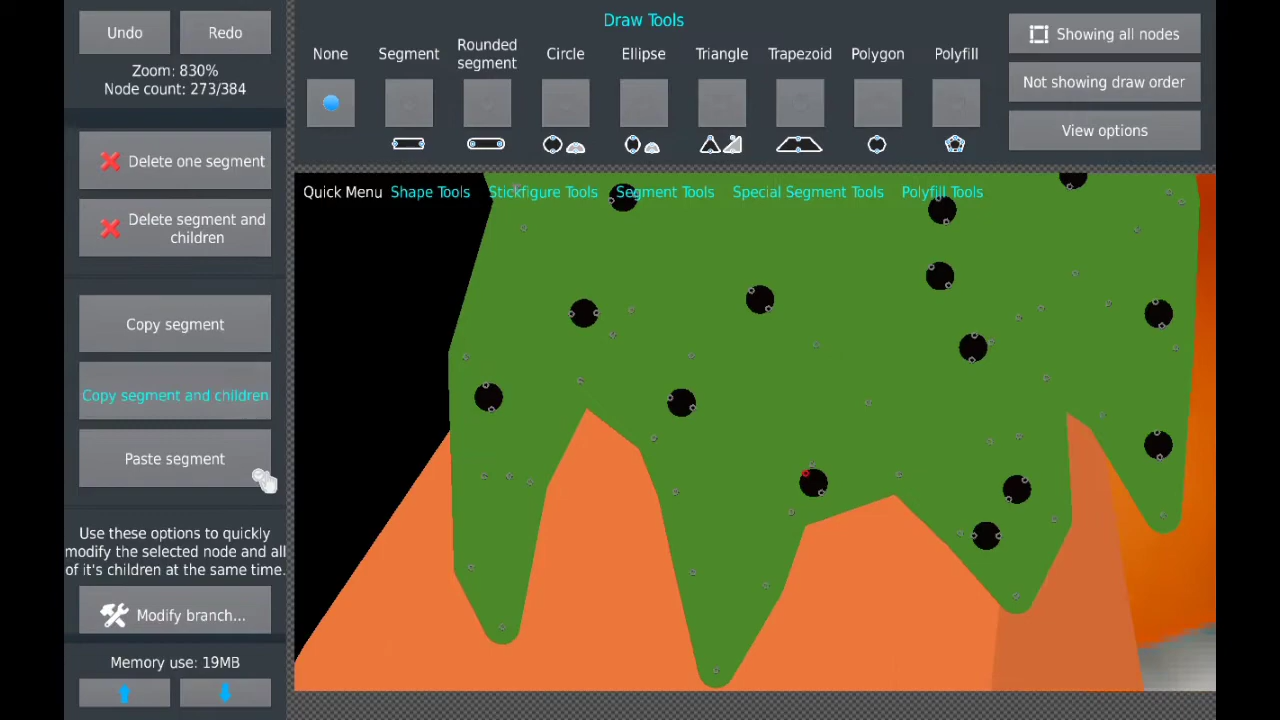 Undo
Redo
Zoom: 830%
Node count: 273/384
Delete one segment
Delete segment and
children
Copy segment
Copy segment and children
Paste segment
Use these options to quickly
modify the selected node and all
of it's children at the same time.
Modify branch...
Memory use: 19MB
Draw Tools
None
Segment
Rounded
segment
Circle
Ellipse
Triangle
Trapezoid
Polygon
Polyfill
Showing all nodes
Not showing draw order
View options
Quick Menu
Shape Tools
Stickfigure Tools
Segment Tools
Special Segment Tools
Polyfill Tools